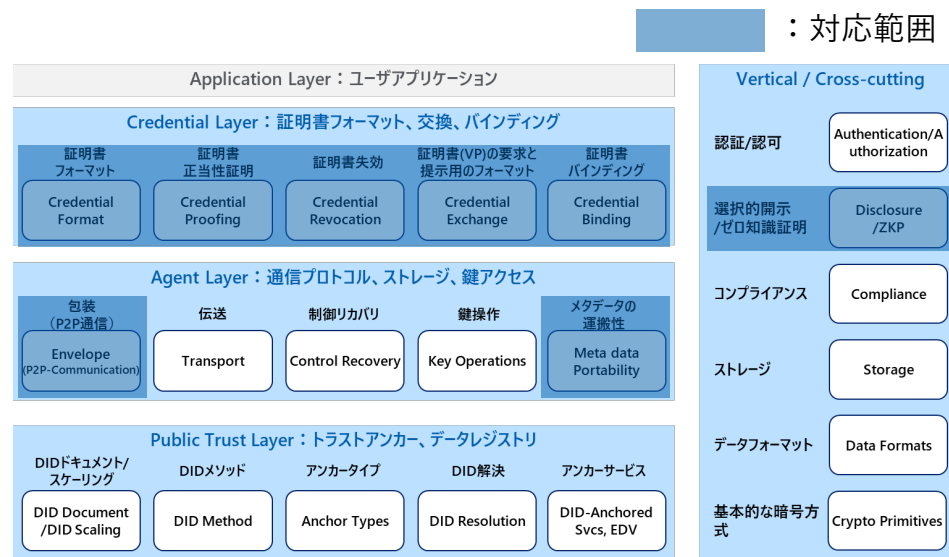 ：対応範囲
Application Layer：ユーザアプリケーション
Credential Layer：証明書フォーマット、交換、バインディング
証明書
フォーマット
Credential
Format
証明書
正当性証明
Credential
Proofing
証明書失効
Credential
Revocation
証明書(VP)の要求と
提示用のフォーマット
Credential
Exchange
証明書
バインディング
Credential
Binding
Agent Layer：通信プロトコル、ストレージ、鍵アクセス
包装
（P2P通信）
Envelope
(P2P-Communication)
伝送
Transport
制御リカバリ
Control Recovery
鍵操作
Key Operations
メタデータの
運搬性
Meta data
Portability
Public Trust Layer：トラストアンカー、データレジストリ
DIDドキュメント/
スケーリング
DID Document
/DID Scaling
DIDメソッド
DID Method
アンカータイプ
Anchor Types
DID解決
DID Resolution
アンカーサービス
DID-Anchored
Svcs, EDV
Vertical / Cross-cutting
認証/認可
Authentication/A
uthorization
選択的開示
/ゼロ知識証明
Disclosure
/ZKP
コンプライアンス
Compliance
ストレージ
Storage
データフォーマット
Data Formats
基本的な暗号方
式
Crypto Primitives